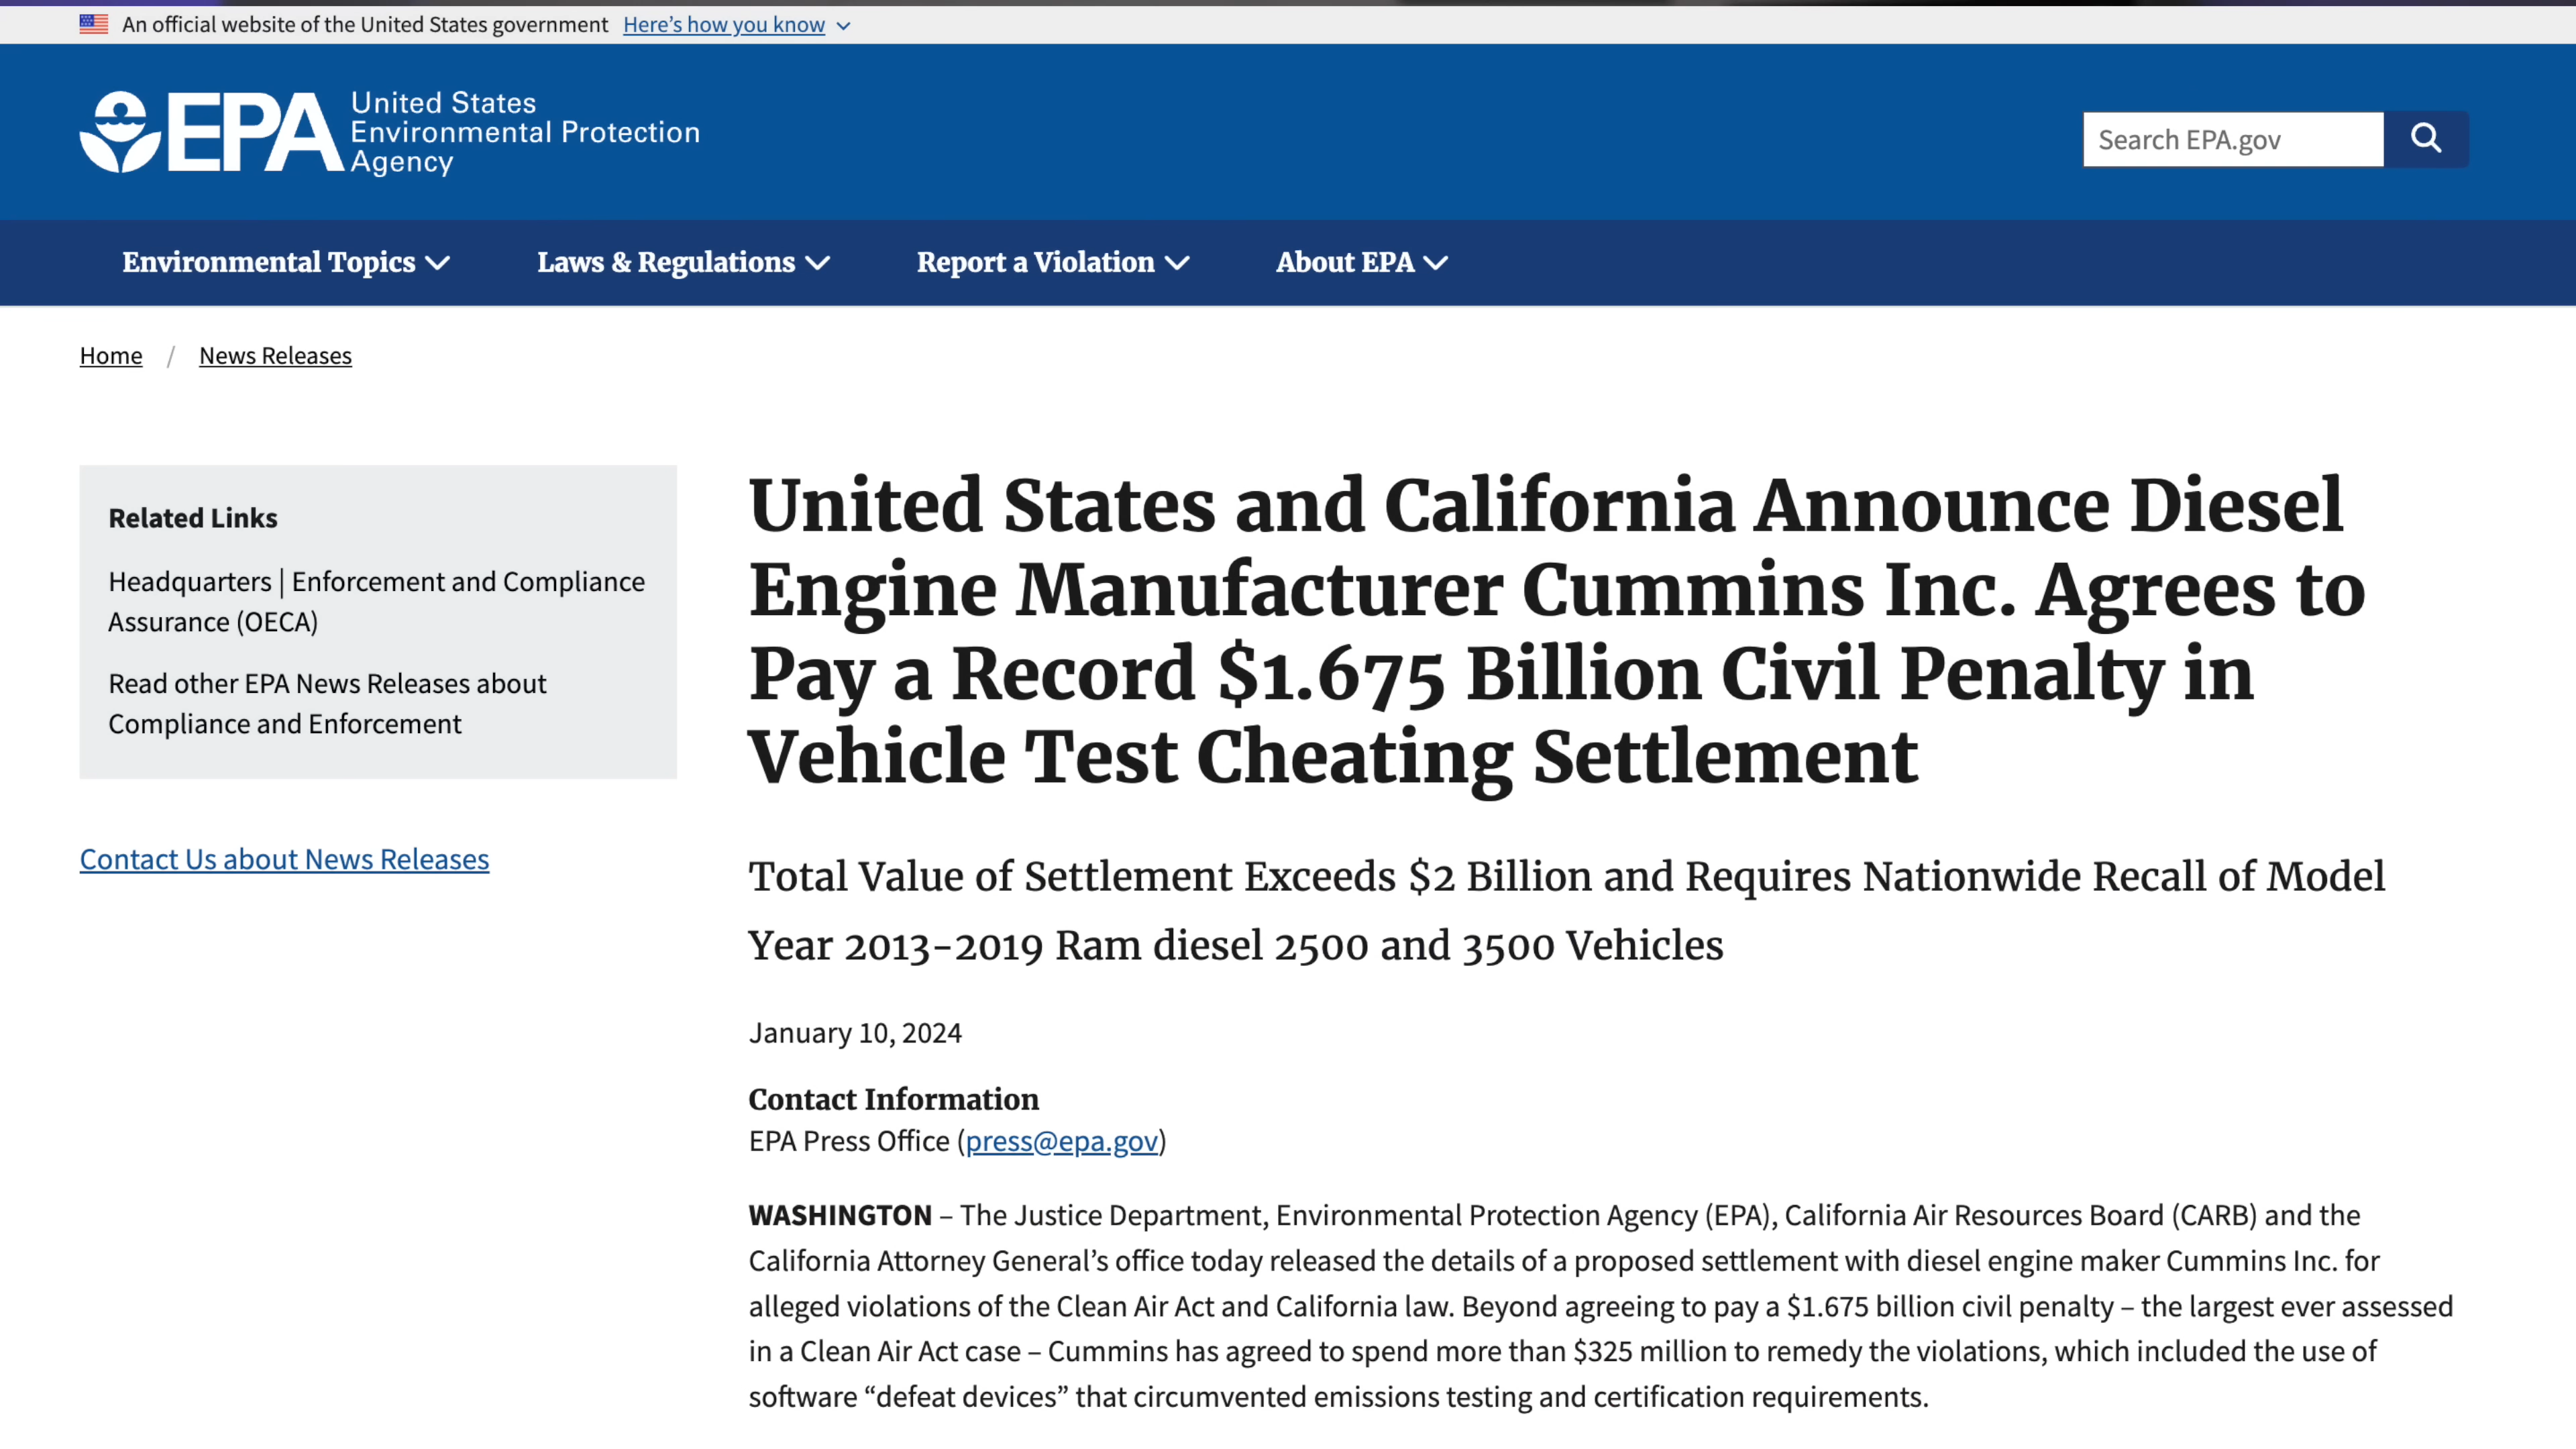 An official website of the United States government Here’s how you know
EPA
United States
Environmental Protection
Agency
Search EPA.gov
Environmental Topics
Laws & Regulations
Report a Violation
About EPA
Home / News Releases
Related Links
Headquarters | Enforcement and Compliance
Assurance (OECA)
Read other EPA News Releases about
Compliance and Enforcement
Contact Us about News Releases
United States and California Announce Diesel
Engine Manufacturer Cummins Inc. Agrees to
Pay a Record $1.675 Billion Civil Penalty in
Vehicle Test Cheating Settlement
Total Value of Settlement Exceeds $2 Billion and Requires Nationwide Recall of Model
Year 2013-2019 Ram diesel 2500 and 3500 Vehicles
January 10, 2024
Contact Information
EPA Press Office (press@epa.gov)
WASHINGTON – The Justice Department, Environmental Protection Agency (EPA), California Air Resources Board (CARB) and the
California Attorney General’s office today released the details of a proposed settlement with diesel engine maker Cummins Inc. for
alleged violations of the Clean Air Act and California law. Beyond agreeing to pay a $1.675 billion civil penalty – the largest ever assessed
in a Clean Air Act case – Cummins has agreed to spend more than $325 million to remedy the violations, which included the use of
software “defeat devices” that circumvented emissions testing and certification requirements.